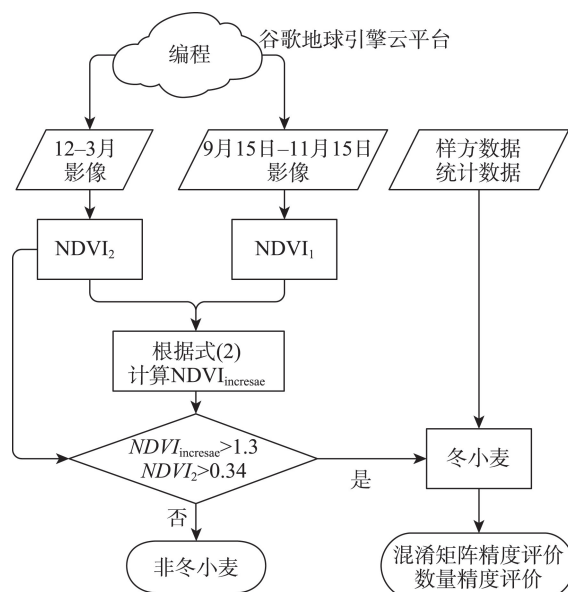 编程
谷歌地球引擎云平台
12–3月
影像
9月15日–11月15日
影像
样方数据
统计数据
NDVI₂
NDVI₁
根据式(2)
计算NDVIincresae
NDVIincresae>1.3
NDVI₂>0.34
是
冬小麦
否
非冬小麦
混淆矩阵精度评价
数量精度评价